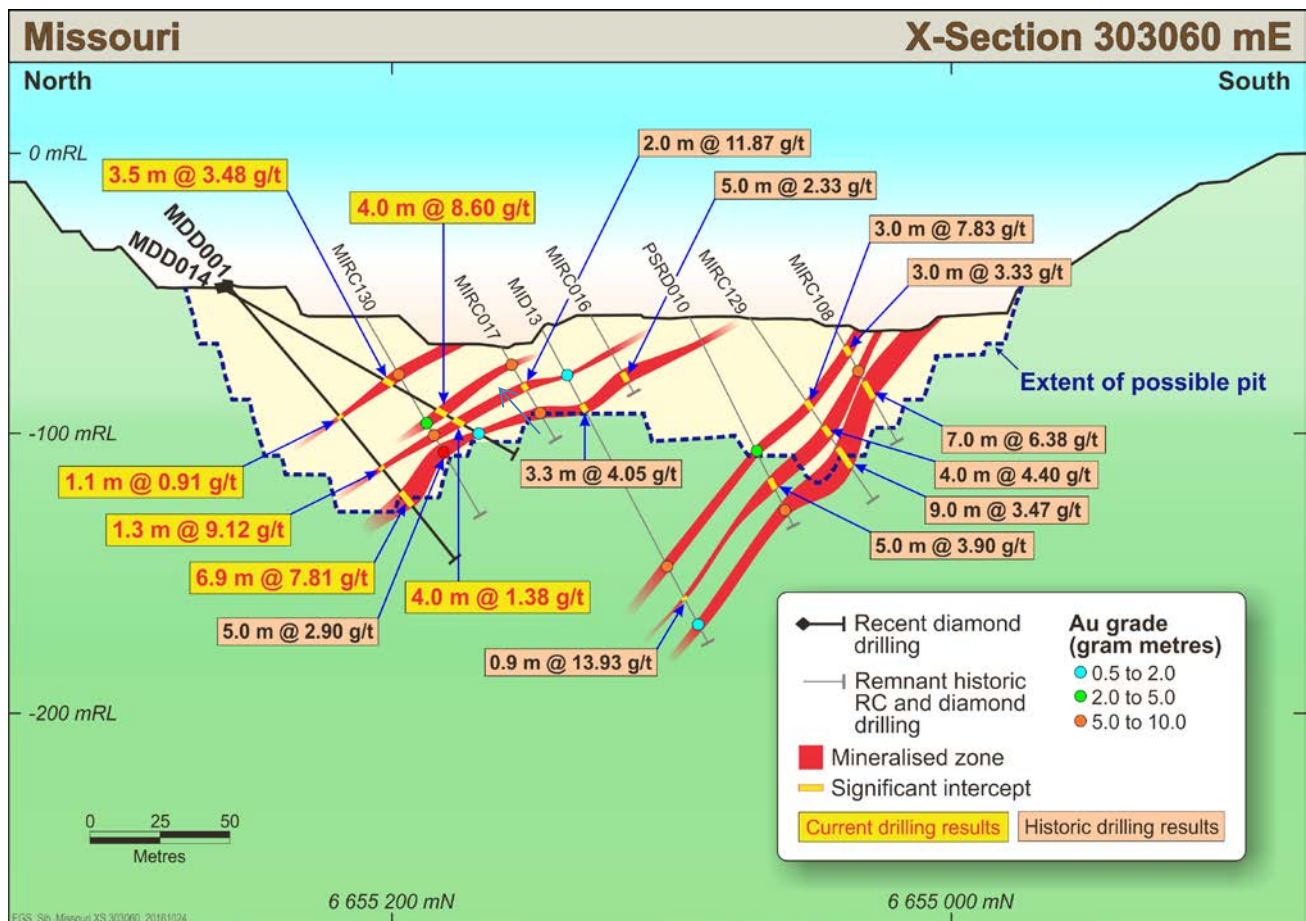 Missouri
X-Section 303060 mE
North
South
0 mRL
2.0 m @ 11.87 g/t
3.5 m @ 3.48 g/t
5.0 m @ 2.33 g/t
4.0 m @ 8.60 g/t
3.0 m @ 7.83 g/t
3.0 m @ 3.33 g/t
MDD001
MDD014
MIRC130
MIRC017
MID13
MIRC016
PSRD010
MIRC129
MIRC108
Extent of possible pit
-100 mRL
7.0 m @ 6.38 g/t
4.0 m @ 4.40 g/t
1.1 m @ 0.91 g/t
3.3 m @ 4.05 g/t
9.0 m @ 3.47 g/t
1.3 m @ 9.12 g/t
5.0 m @ 3.90 g/t
6.9 m @ 7.81 g/t
4.0 m @ 1.38 g/t
5.0 m @ 2.90 g/t
0.9 m @ 13.93 g/t
Recent diamond
drilling
Remnant historic
RC and diamond
drilling
Au grade
(gram metres)
0.5 to 2.0
2.0 to 5.0
5.0 to 10.0
Mineralised zone
Significant intercept
Current drilling results
Historic drilling results
-200 mRL
0 25 50
Metres
6 655 200 mN
6 655 000 mN
EGS_Sib_Missouri XS 303060_20161024